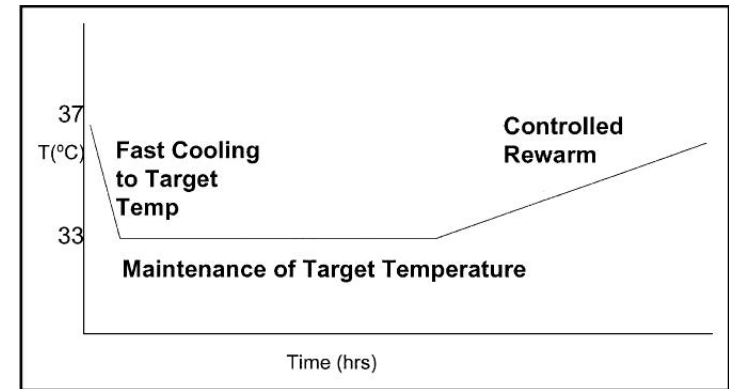 37
T(ºC)
Fast Cooling
to Target
Temp
Controlled
Rewarm
33
Maintenance of Target Temperature
Time (hrs)